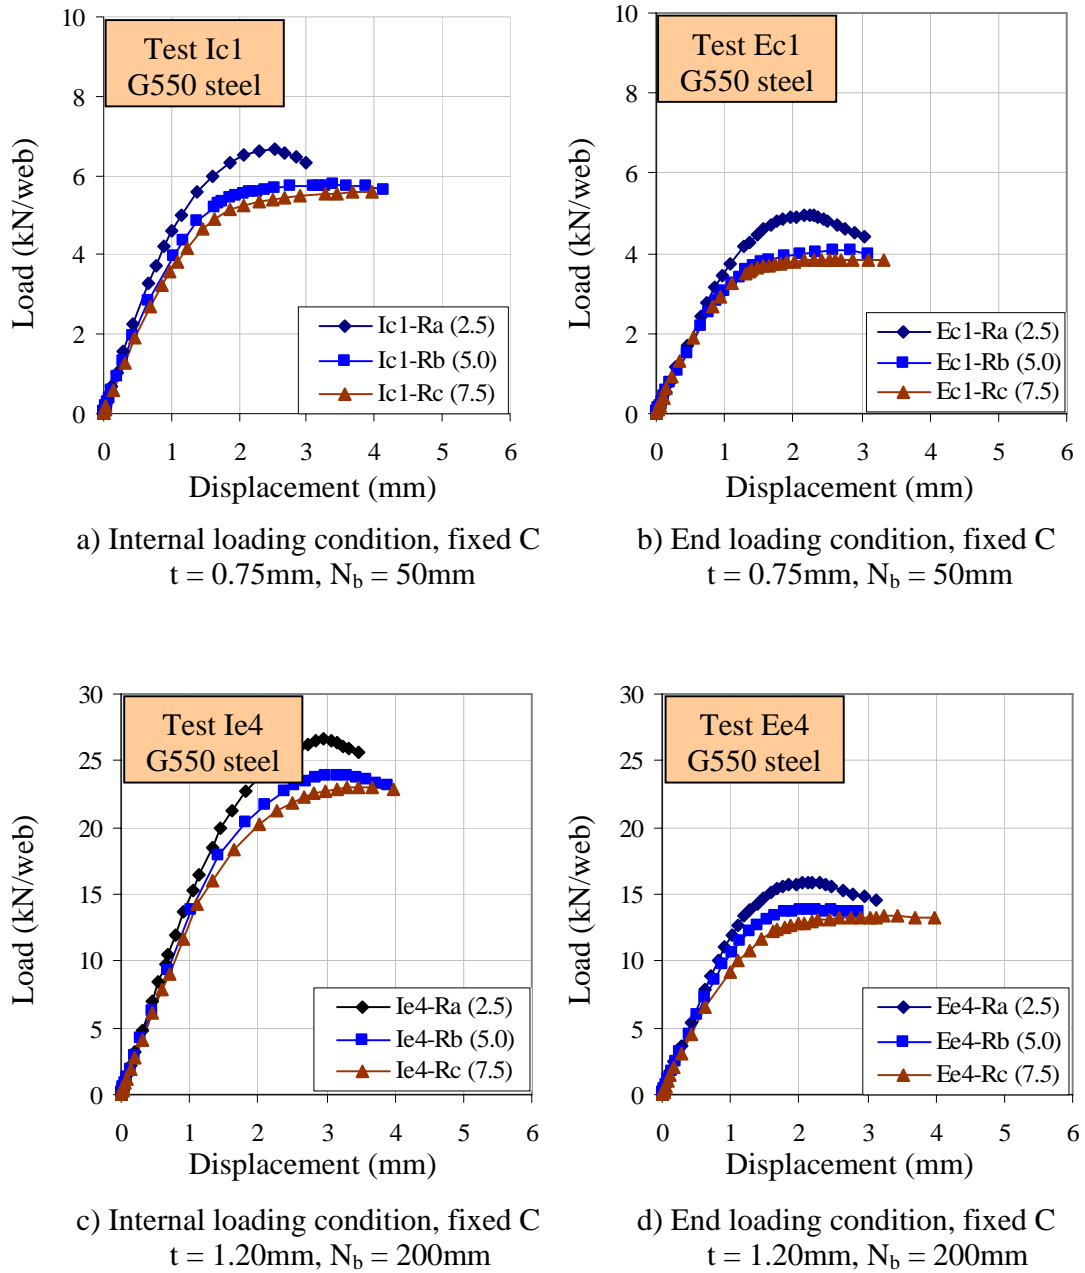 Test Ic1
G550 steel
Load (kN/web)
10
8
6
4
2
0
Ic1-Ra (2.5)
Ic1-Rb (5.0)
Ic1-Rc (7.5)
0 1 2 3 4 5 6
Displacement (mm)
a) Internal loading condition, fixed C
t = 0.75mm, N_b = 50mm
Test Ec1
G550 steel
Load (kN/web)
10
8
6
4
2
0
Ec1-Ra (2.5)
Ec1-Rb (5.0)
Ec1-Rc (7.5)
0 1 2 3 4 5 6
Displacement (mm)
b) End loading condition, fixed C
t = 0.75mm, N_b = 50mm
Test Ie4
G550 steel
Load (kN/web)
30
25
20
15
10
5
0
Ie4-Ra (2.5)
Ie4-Rb (5.0)
Ie4-Rc (7.5)
0 1 2 3 4 5 6
Displacement (mm)
c) Internal loading condition, fixed C
t = 1.20mm, N_b = 200mm
Test Ee4
G550 steel
Load (kN/web)
30
25
20
15
10
5
0
Ee4-Ra (2.5)
Ee4-Rb (5.0)
Ee4-Rc (7.5)
0 1 2 3 4 5 6
Displacement (mm)
d) End loading condition, fixed C
t = 1.20mm, N_b = 200mm